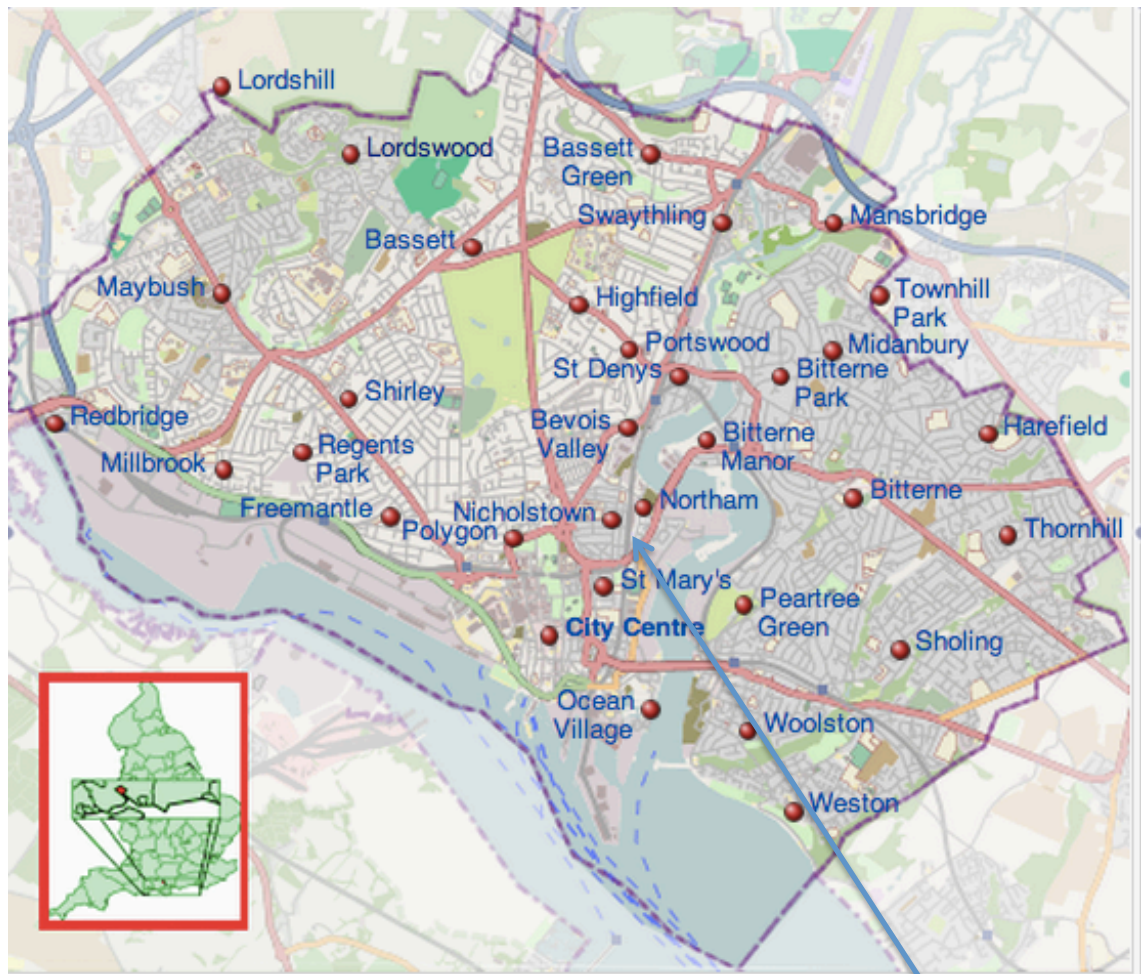 Lordshill
Lordswood
Bassett
Green
Swaythling
Mansbridge
Bassett
Maybush
Highfield
Townhill
Park
Portswood
Midanbury
St Denys
Bitterne
Park
Shirley
Redbridge
Bevois
Valley
Bitterne
Manor
Harefield
Regents
Park
Millbrook
Freemantle
Polygon
Nicholstown
Northam
Bitterne
Thornhill
St Mary's
Peartree
Green
City Centre
Sholing
Ocean
Village
Woolston
Weston